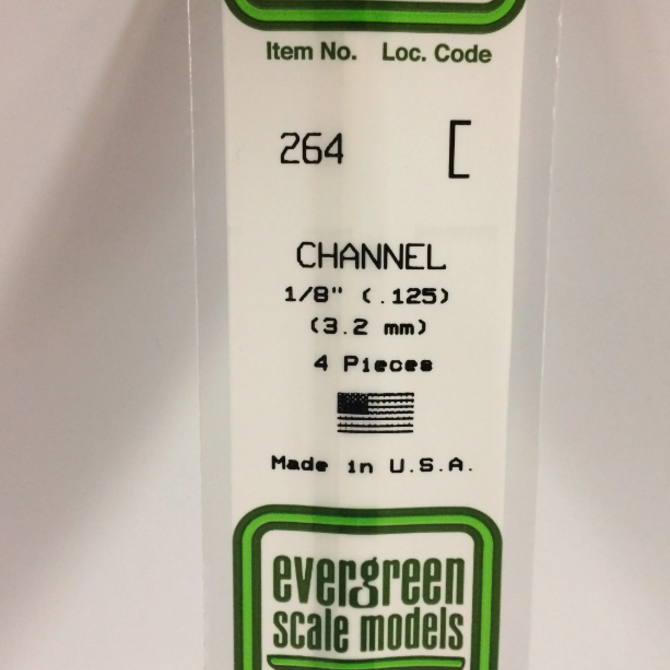 Item No. Loc. Code
264 [
CHANNEL
1/8" (.125)
(3.2 mm)
4 Pieces
Made in U.S.A.
evergreen
scale models